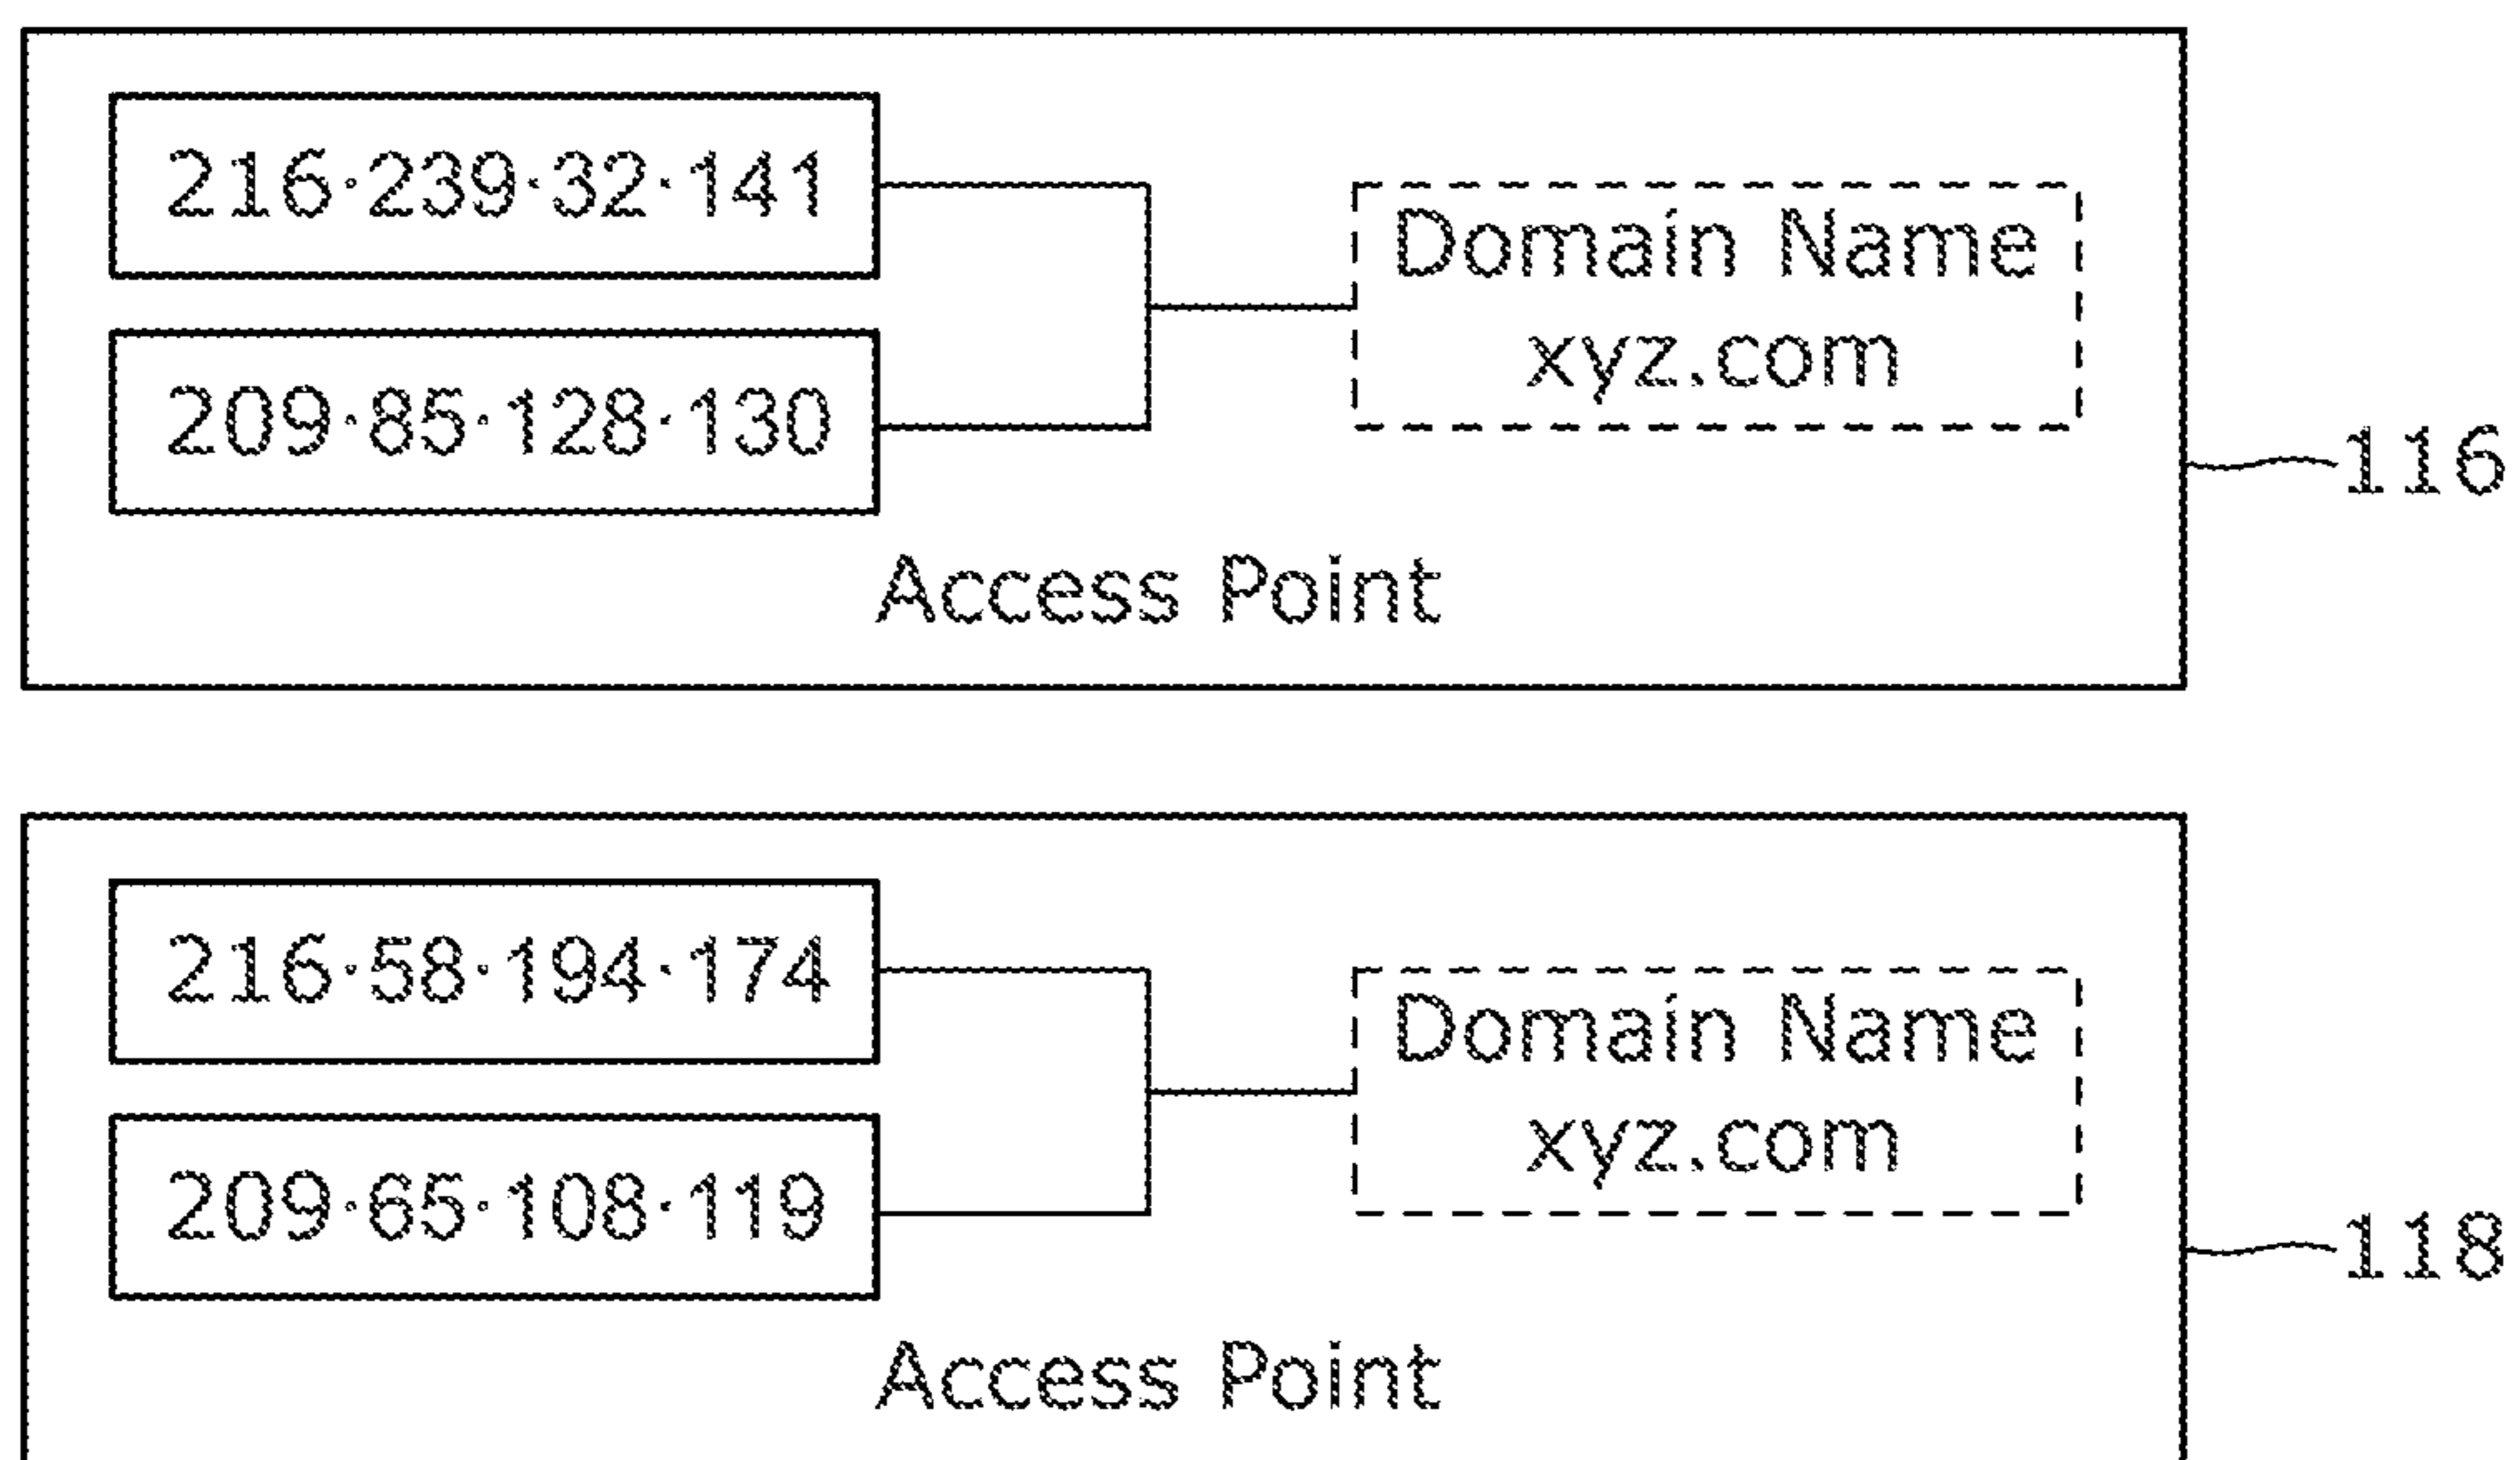 216·239·32·141
Domain Name
xyz.com
209·85·128·130
116
Access Point
216·58·194·174
Domain Name
xyz.com
209·65·108·119
118
Access Point